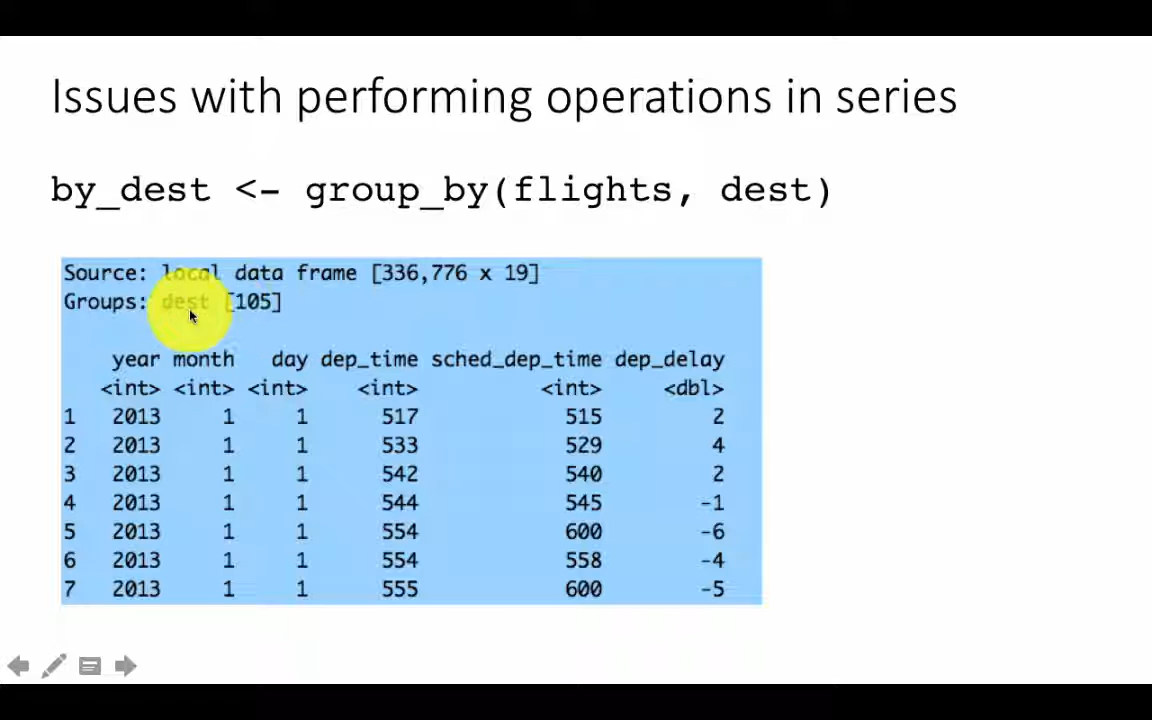 Issues with performing operations in series
by_dest <- group_by(flights, dest)
Source: local data frame [336,776 x 19]
Groups: dest [105]
year month day dep_time sched_dep_time dep_delay
<int> <int> <int> <int> <int> <dbl>
1 2013 1 1 517 515 2
2 2013 1 1 533 529 4
3 2013 1 1 542 540 2
4 2013 1 1 544 545 -1
5 2013 1 1 554 600 -6
6 2013 1 1 554 558 -4
7 2013 1 1 555 600 -5